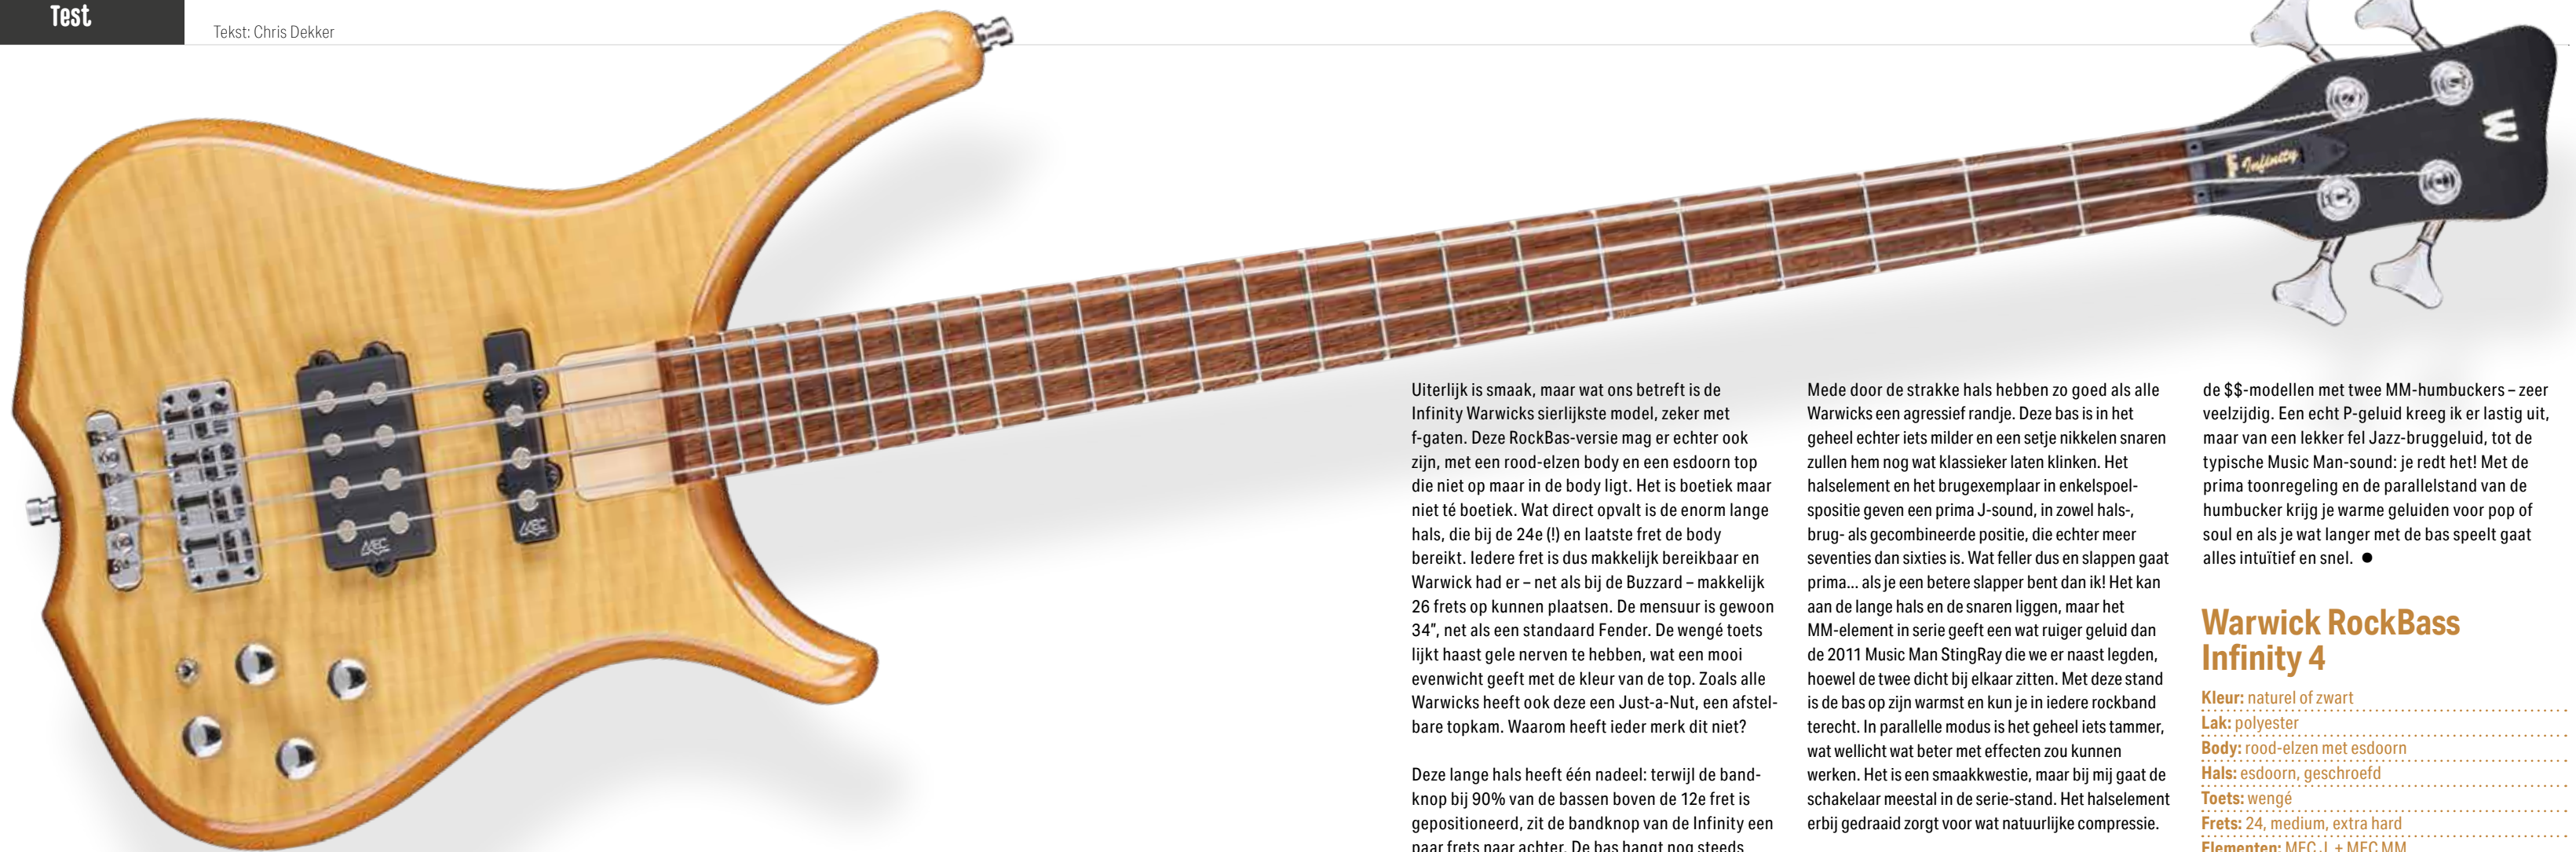 Test
Tekst: Chris Dekker
W
Infinity
MEC
MEC
Uiterlijk is smaak, maar wat ons betreft is de
Infinity Warwicks sierlijkste model, zeker met
f-gaten. Deze RockBas-versie mag er echter ook
zijn, met een rood-elzen body en een esdoorn top
die niet op maar in de body ligt. Het is boetiek maar
niet té boetiek. Wat direct opvalt is de enorm lange
hals, die bij de 24e (!) en laatste fret de body
bereikt. Iedere fret is dus makkelijk bereikbaar en
Warwick had er – net als bij de Buzzard – makkelijk
26 frets op kunnen plaatsen. De mensuur is gewoon
34”, net als een standaard Fender. De wengé toets
lijkt haast gele nerven te hebben, wat een mooi
evenwicht geeft met de kleur van de top. Zoals alle
Warwicks heeft ook deze een Just-a-Nut, een afstel-
bare topkam. Waarom heeft ieder merk dit niet?
Deze lange hals heeft één nadeel: terwijl de band-
knop bij 90% van de bassen boven de 12e fret is
gepositioneerd, zit de bandknop van de Infinity een
paar frets naar achter. De bas hangt nog steeds
Mede door de strakke hals hebben zo goed als alle
Warwicks een agressief randje. Deze bas is in het
geheel echter iets milder en een setje nikkelen snaren
zullen hem nog wat klassieker laten klinken. Het
halselement en het brugexemplaar in enkelspoel-
spositie geven een prima J-sound, in zowel hals-,
brug- als gecombineerde positie, die echter meer
seventies dan sixties is. Wat feller dus en slappen gaat
prima... als je een betere slapper bent dan ik! Het kan
aan de lange hals en de snaren liggen, maar het
MM-element in serie geeft een wat ruiger geluid dan
de 2011 Music Man StingRay die we er naast legden,
hoewel de twee dicht bij elkaar zitten. Met deze stand
is de bas op zijn warmst en kun je in iedere rockband
terecht. In parallelle modus is het geheel iets tammer,
wat wellicht wat beter met effecten zou kunnen
werken. Het is een smaakkwestie, maar bij mij gaat de
schakelaar meestal in de serie-stand. Het halselement
erbij gedraaid zorgt voor wat natuurlijke compressie.
de $$-modellen met twee MM-humbuckers – zeer
veelzijdig. Een echt P-geluid kreeg ik er lastig uit,
maar van een lekker fel Jazz-bruggeluid, tot de
typische Music Man-sound: je redt het! Met de
prima toonregeling en de parallelstand van de
humbucker krijg je warme geluiden voor pop of
soul en als je wat langer met de bas speelt gaat
alles intuïtief en snel. ●
Warwick RockBass
Infinity 4
Kleur: naturel of zwart
Lak: polyester
Body: rood-elzen met esdoorn
Hals: esdoorn, geschroefd
Toets: wengé
Frets: 24, medium, extra hard
Elementen: MEC J, + MEC MM